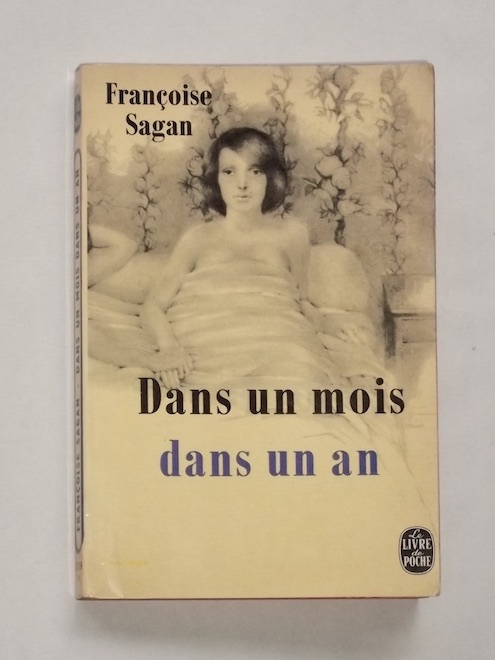 Françoise
Sagan
Dans un mois
dans un an
Le
LIVRE
de
POCHE
FRANÇOISE SAGAN - DANS UN MOIS DANS UN AN